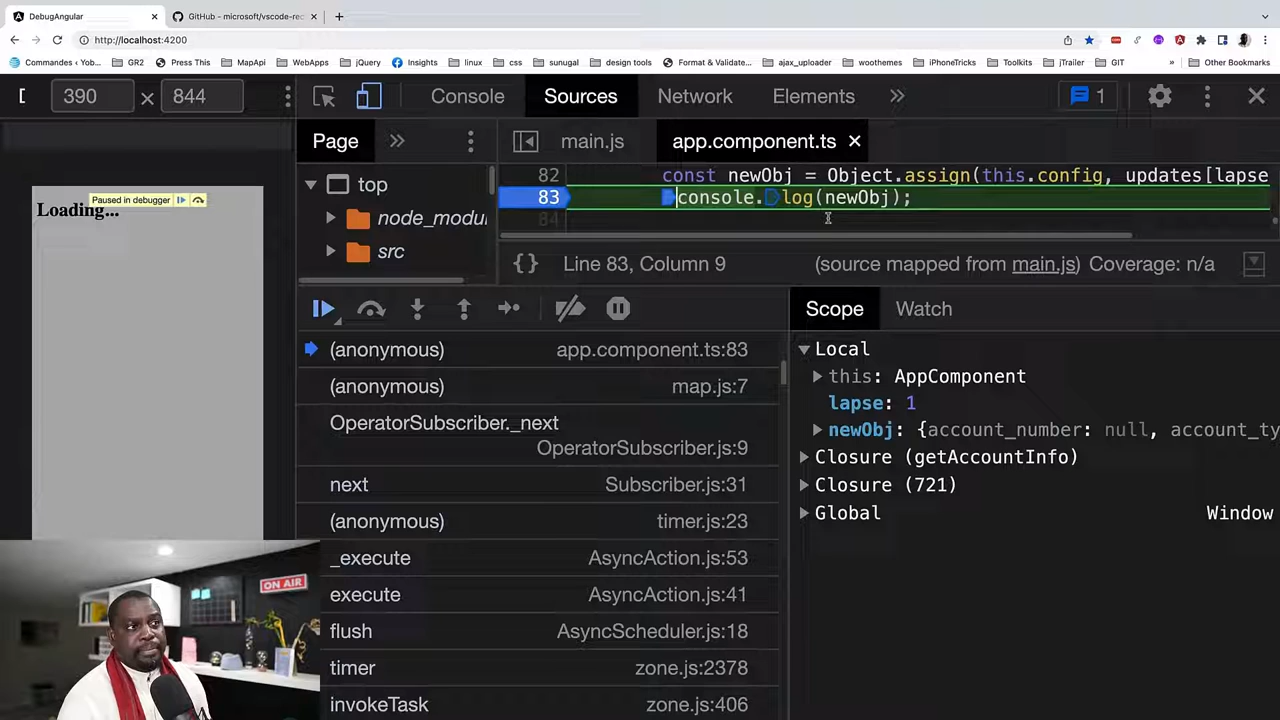 DebugAngular
GitHub - microsoft/vscode-rec
http://localhost:4200
Commandes ‹ Yob...
GR2
Press This
MapApi
WebApps
jQuery
Insights
linux
css
sunugal
design tools
Format & Validate...
ajax_uploader
woothemes
iPhoneTricks
Toolkits
jTrailer
GIT
»
Other Bookmarks
390 × 844
Console
Sources
Network
Elements
»
1
Page
»
main.js
app.component.ts
top
node_modu
src
82 const newObj = Object.assign(this.config, updates[lapse
83 console.log(newObj);
84
{} Line 83, Column 9
(source mapped from main.js) Coverage: n/a
Loading...
Paused in debugger
Scope
Watch
(anonymous) app.component.ts:83
(anonymous) map.js:7
OperatorSubscriber._next
OperatorSubscriber.js:9
next Subscriber.js:31
(anonymous) timer.js:23
_execute AsyncAction.js:53
execute AsyncAction.js:41
flush AsyncScheduler.js:18
timer zone.js:2378
invokeTask zone.js:406
Local
this: AppComponent
lapse: 1
newObj: {account_number: null, account_ty
Closure (getAccountInfo)
Closure (721)
Global Window
ON AIR